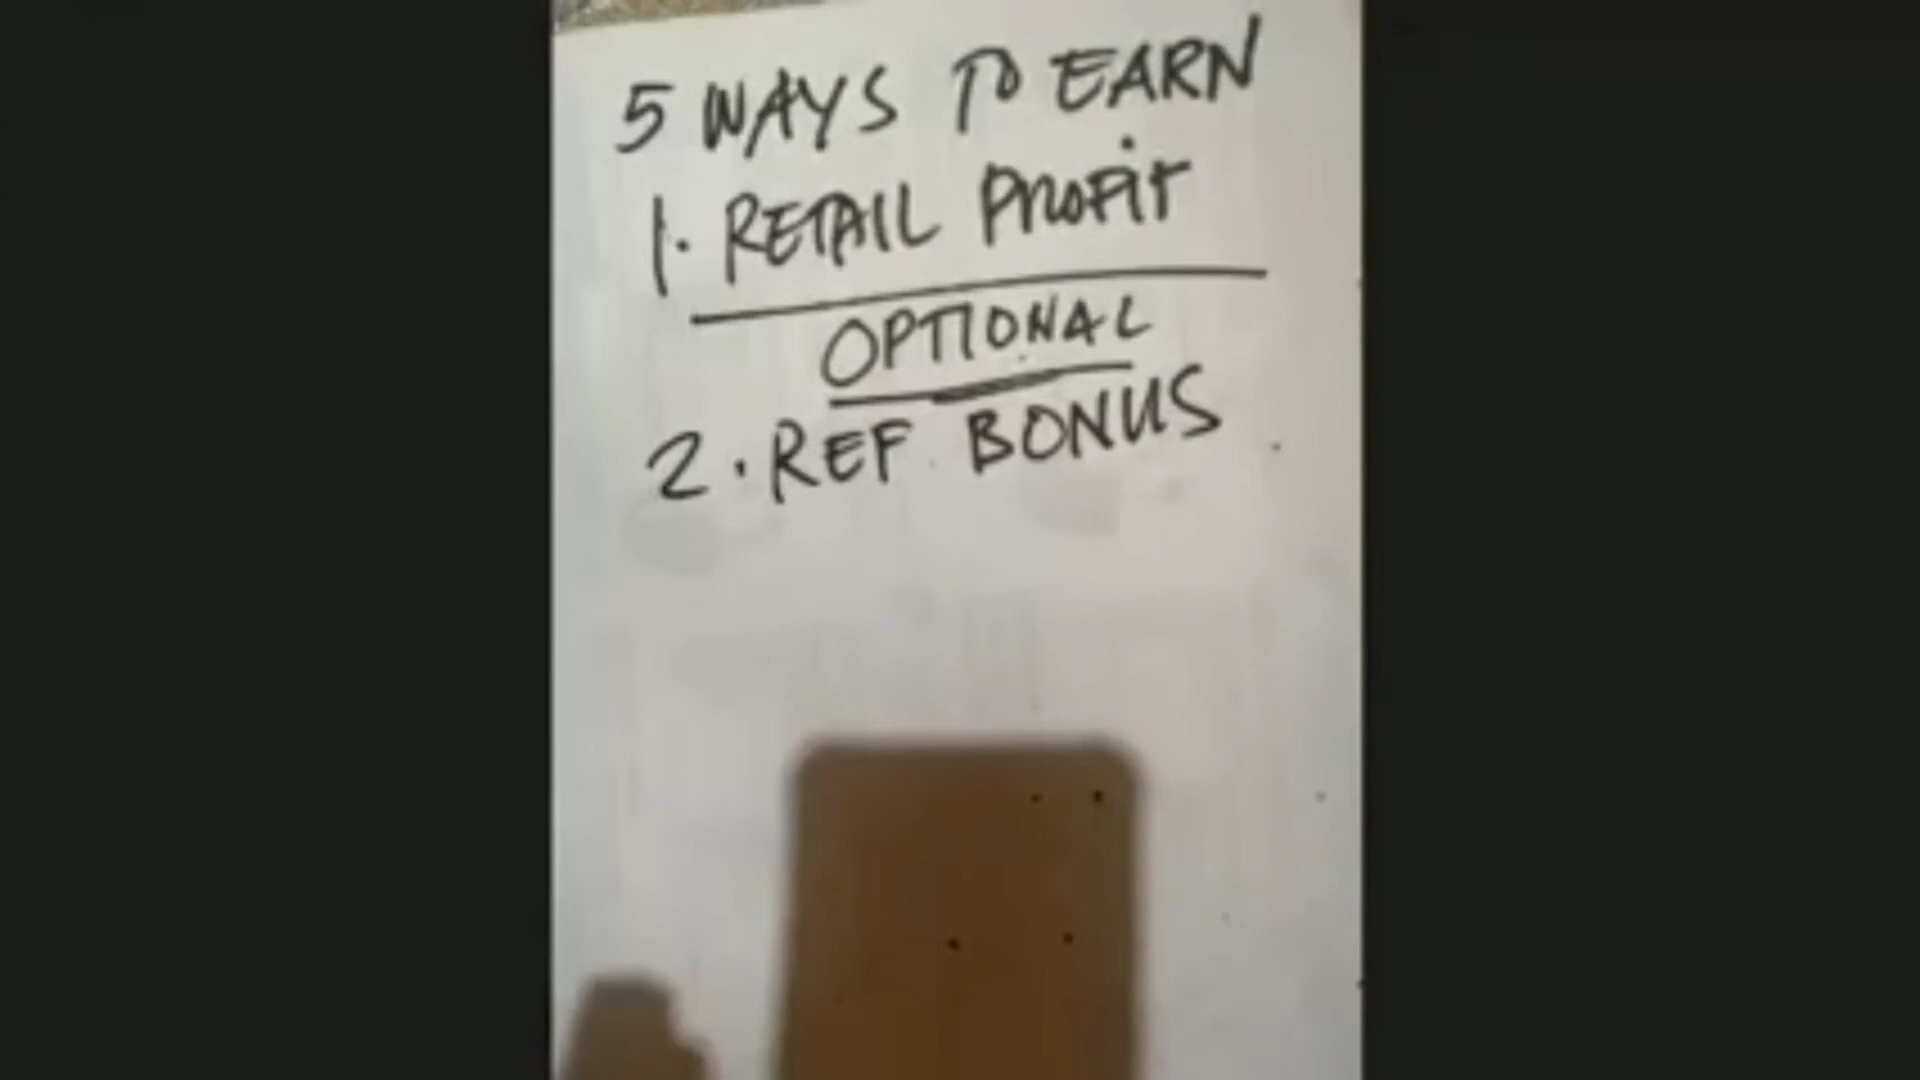 5 WAYS TO EARN
1. RETAIL PROFiT
OPTIONAL
2. REF BONUS